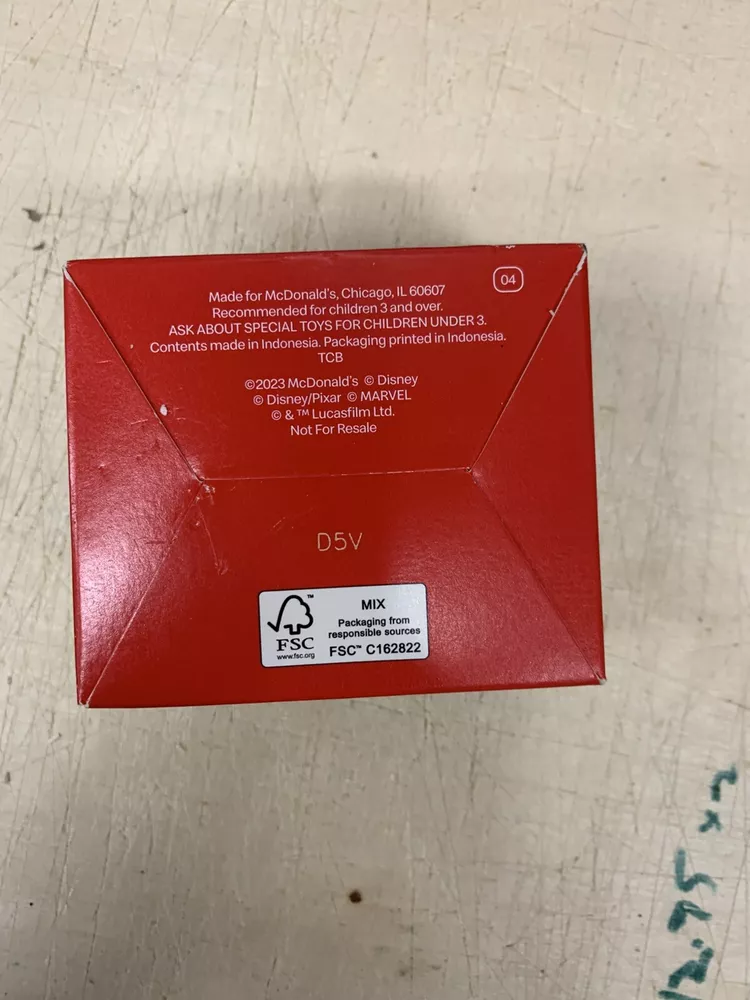 04
Made for McDonald's, Chicago, IL 60607
Recommended for children 3 and over.
ASK ABOUT SPECIAL TOYS FOR CHILDREN UNDER 3.
Contents made in Indonesia. Packaging printed in Indonesia.
TCB
©2023 McDonald's © Disney
© Disney/Pixar © MARVEL
© & ™ Lucasfilm Ltd.
Not For Resale
D5V
™
FSC
www.fsc.org
MIX
Packaging from
responsible sources
FSC™ C162822